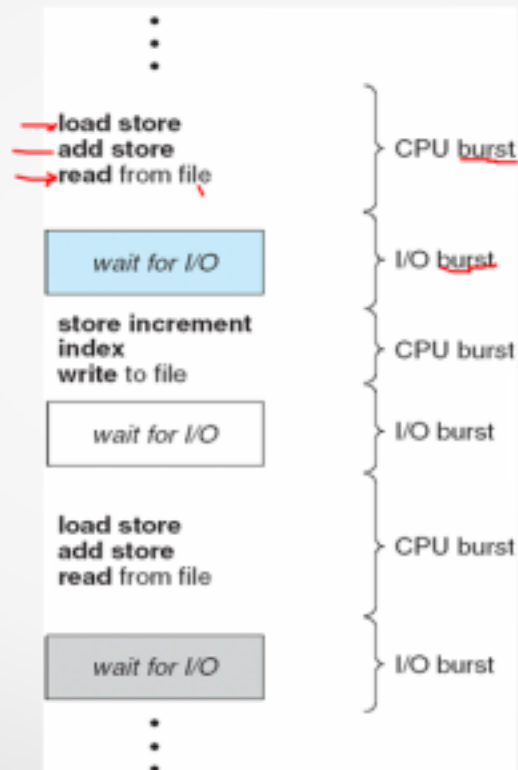 load store
add store
read from file
CPU burst
wait for I/O
I/O burst
store increment
index
write to file
CPU burst
wait for I/O
I/O burst
load store
add store
read from file
CPU burst
wait for I/O
I/O burst